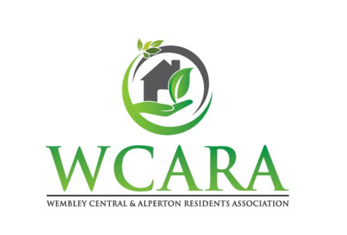 WCARA
WEMBLEY CENTRAL & ALPERTON RESIDENTS ASSOCIATION